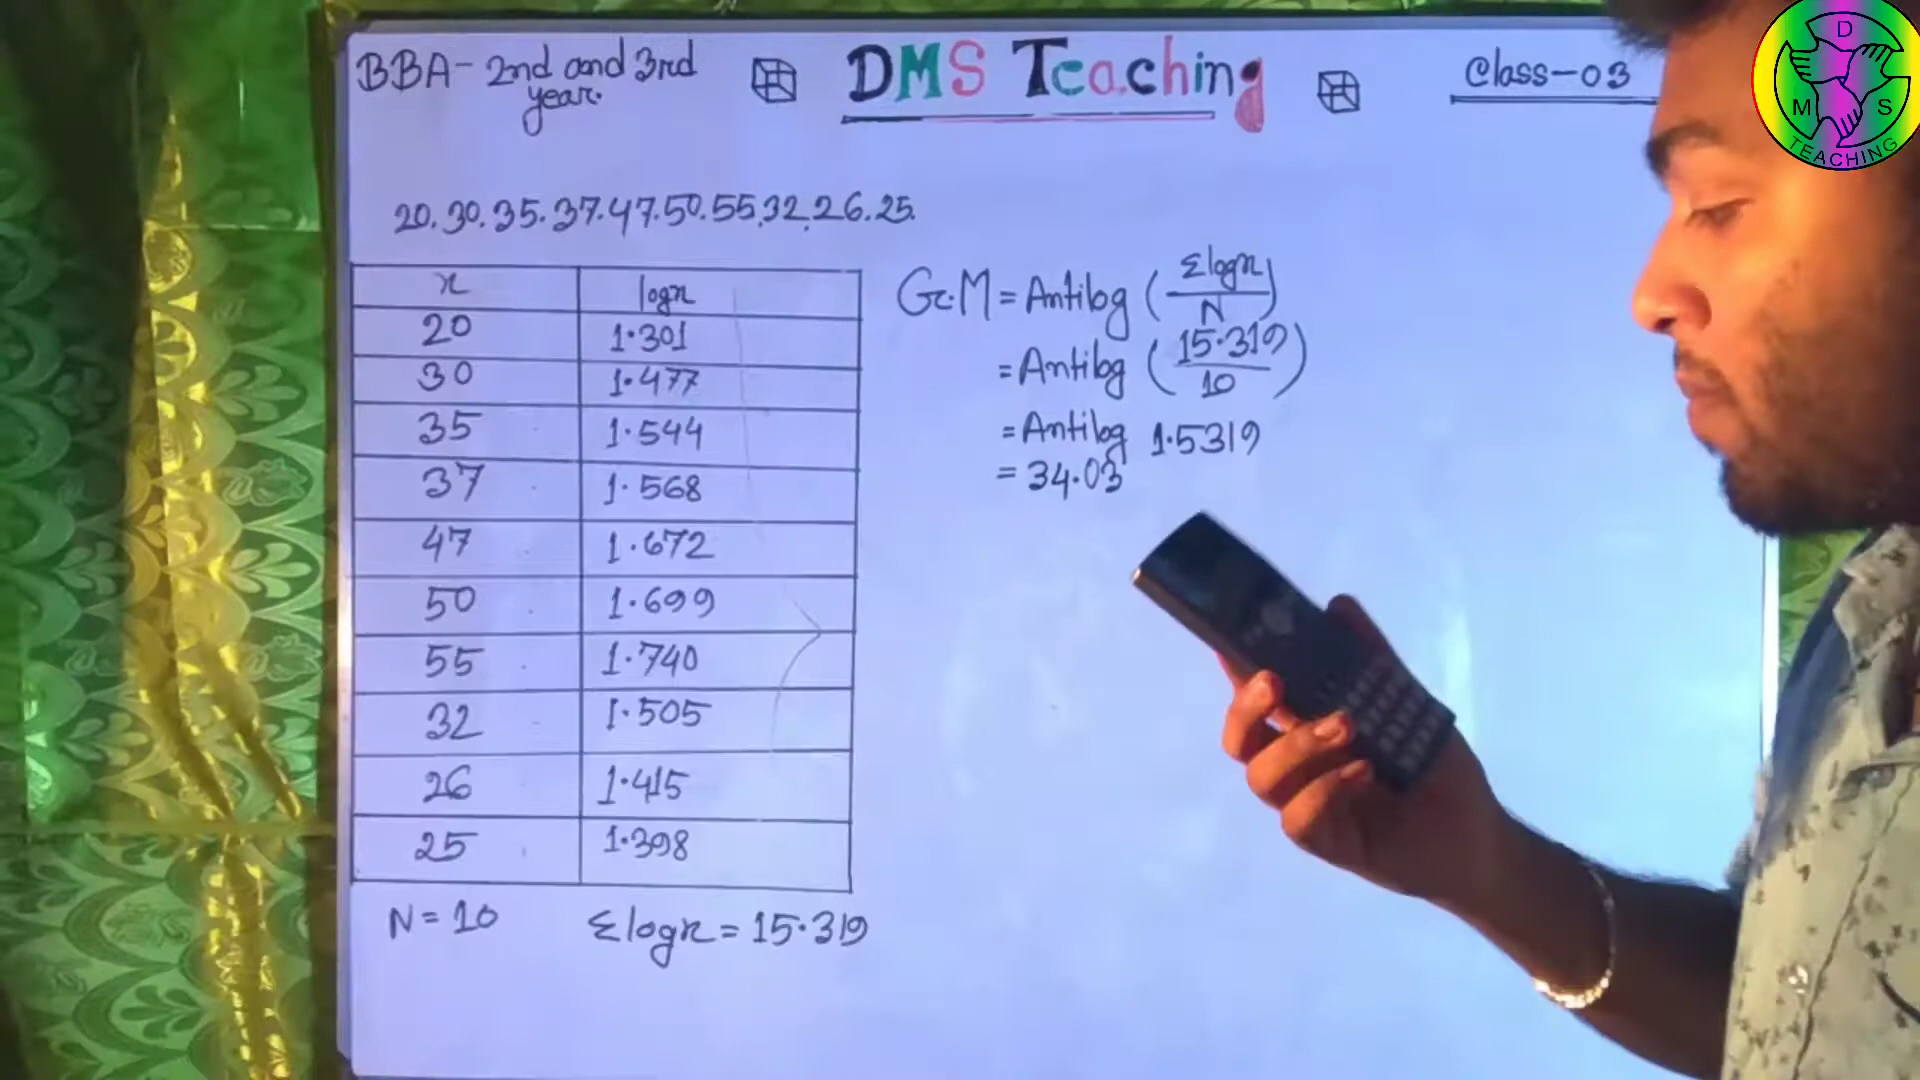 BBA - 2nd and 3rd
year.
DMS Teaching
Class-03
D
M S
TEACHING
20.30.35.37.47.50.55.32.26.25.
x logx
20 1.301
30 1.477
35 1.544
37 1.568
47 1.672
50 1.699
55 1.740
32 1.505
26 1.415
25 1.398
N = 10 Σlogx = 15.319
G.M = Antilog (Σlogx/N)
= Antilog (15.319/10)
= Antilog 1.5319
= 34.03